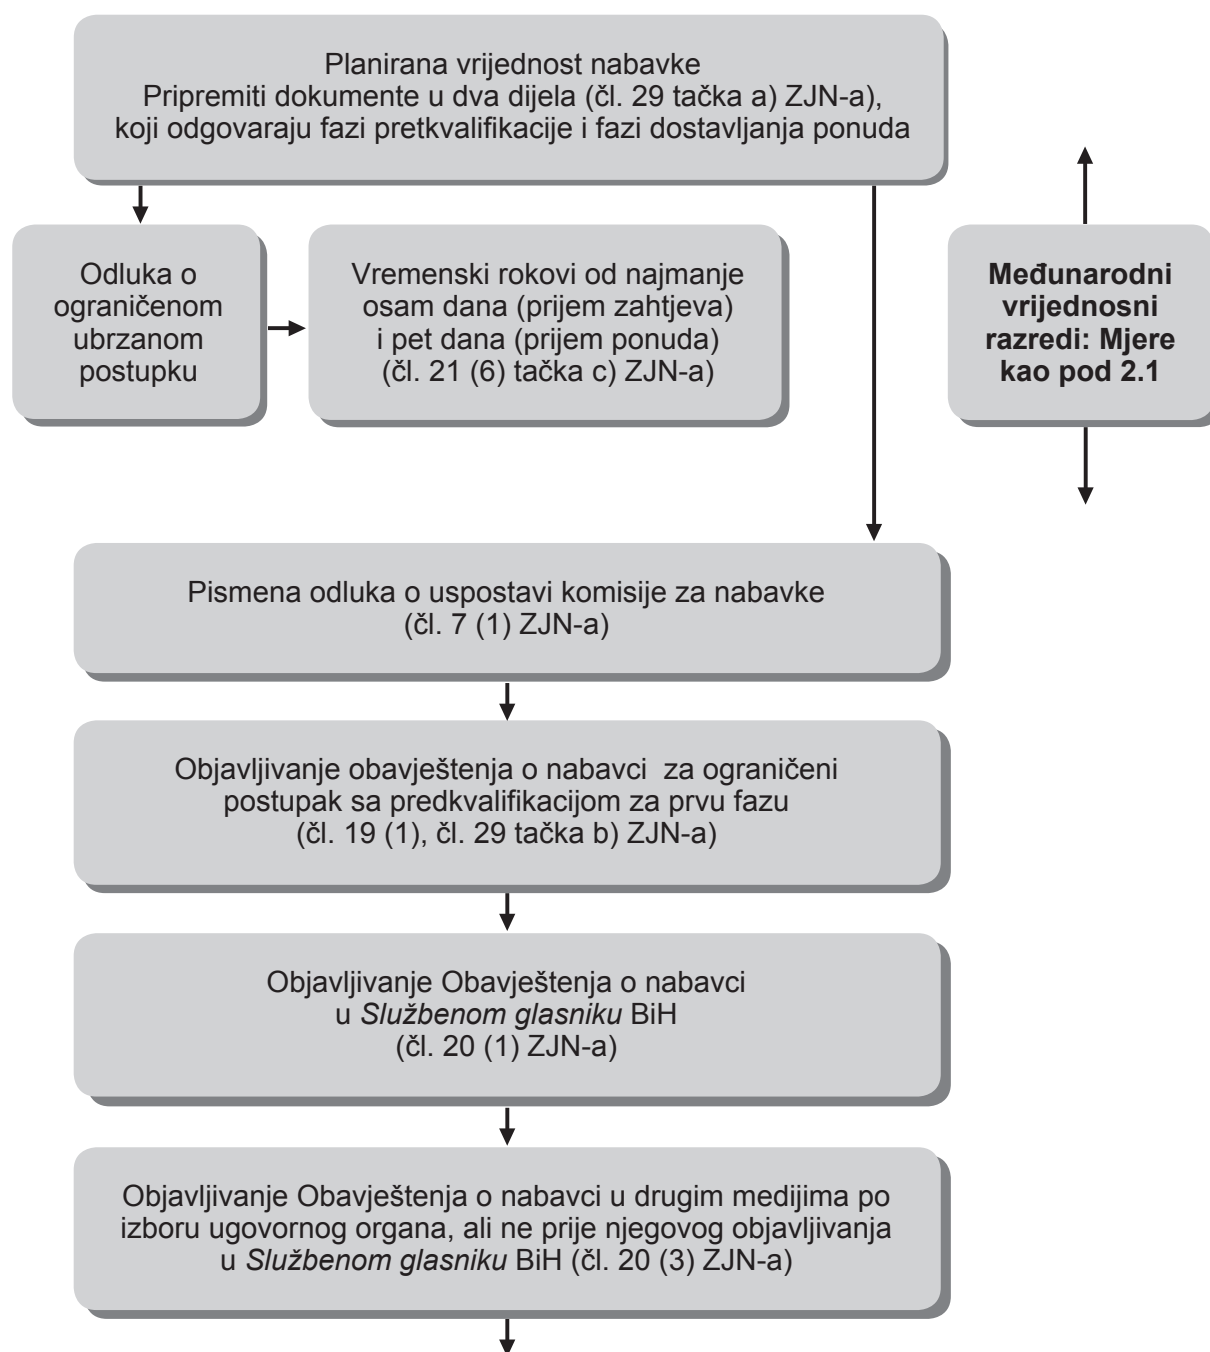 Planirana vrijednost nabavke
Pripremiti dokumente u dva dijela (čl. 29 tačka a) ZJN-a),
koji odgovaraju fazi pretkvalifikacije i fazi dostavljanja ponuda
Odluka o
ograničenom
ubrzanom
postupku
Vremenski rokovi od najmanje
osam dana (prijem zahtjeva)
i pet dana (prijem ponuda)
(čl. 21 (6) tačka c) ZJN-a)
Međunarodni
vrijednosni
razredi: Mjere
kao pod 2.1
Pismena odluka o uspostavi komisije za nabavke
(čl. 7 (1) ZJN-a)
Objavljivanje obavještenja o nabavci za ograničeni
postupak sa predkvalifikacijom za prvu fazu
(čl. 19 (1), čl. 29 tačka b) ZJN-a)
Objavljivanje Obavještenja o nabavci
u Službenom glasniku BiH
(čl. 20 (1) ZJN-a)
Objavljivanje Obavještenja o nabavci u drugim medijima po
izboru ugovornog organa, ali ne prije njegovog objavljivanja
u Službenom glasniku BiH (čl. 20 (3) ZJN-a)